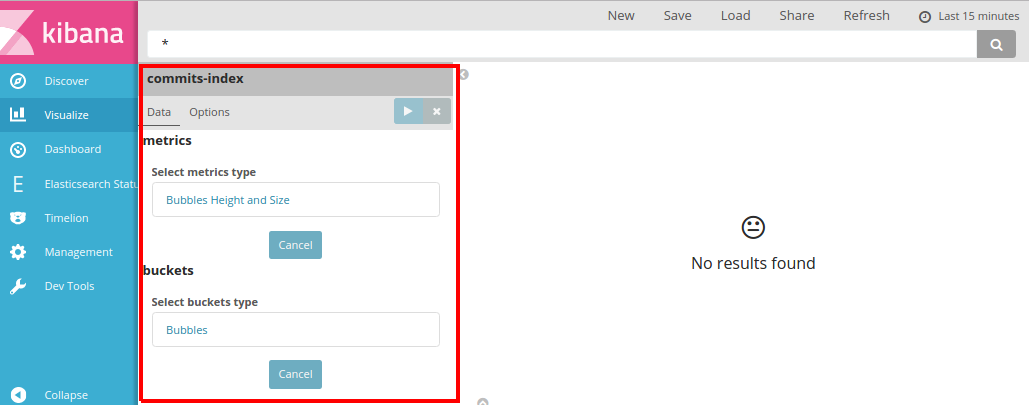 kibana
New Save Load Share Refresh Last 15 minutes
*
Discover
Visualize
Dashboard
E Elasticsearch Statu
Timelion
Management
Dev Tools
Collapse
commits-index
Data Options
metrics
Select metrics type
Bubbles Height and Size
Cancel
buckets
Select buckets type
Bubbles
Cancel
No results found